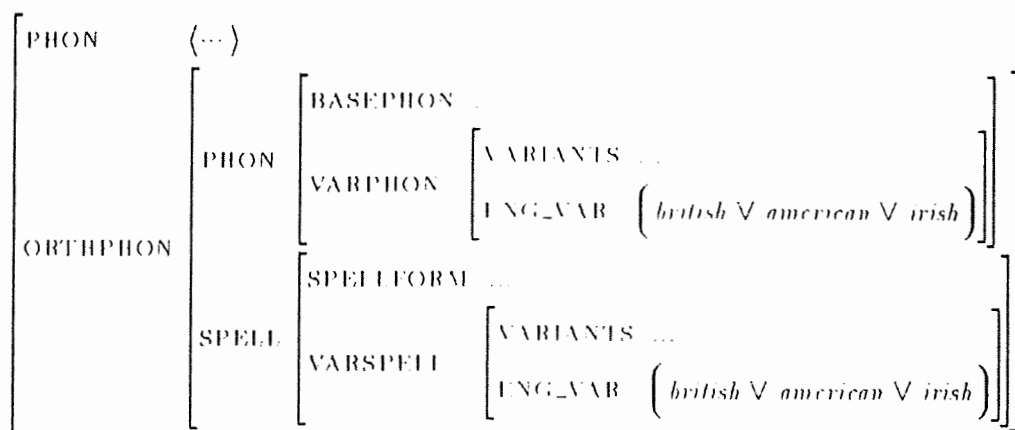 PHON ⟨...⟩
BASEPHON .
PHON
VARIANTS ...
VARPHON
ENG_VAR (british ∨ american ∨ irish)
ORTHPHON
SPELLFORM ...
SPELL
VARIANTS ...
VARSPELL
ENG_VAR (british ∨ american ∨ irish)